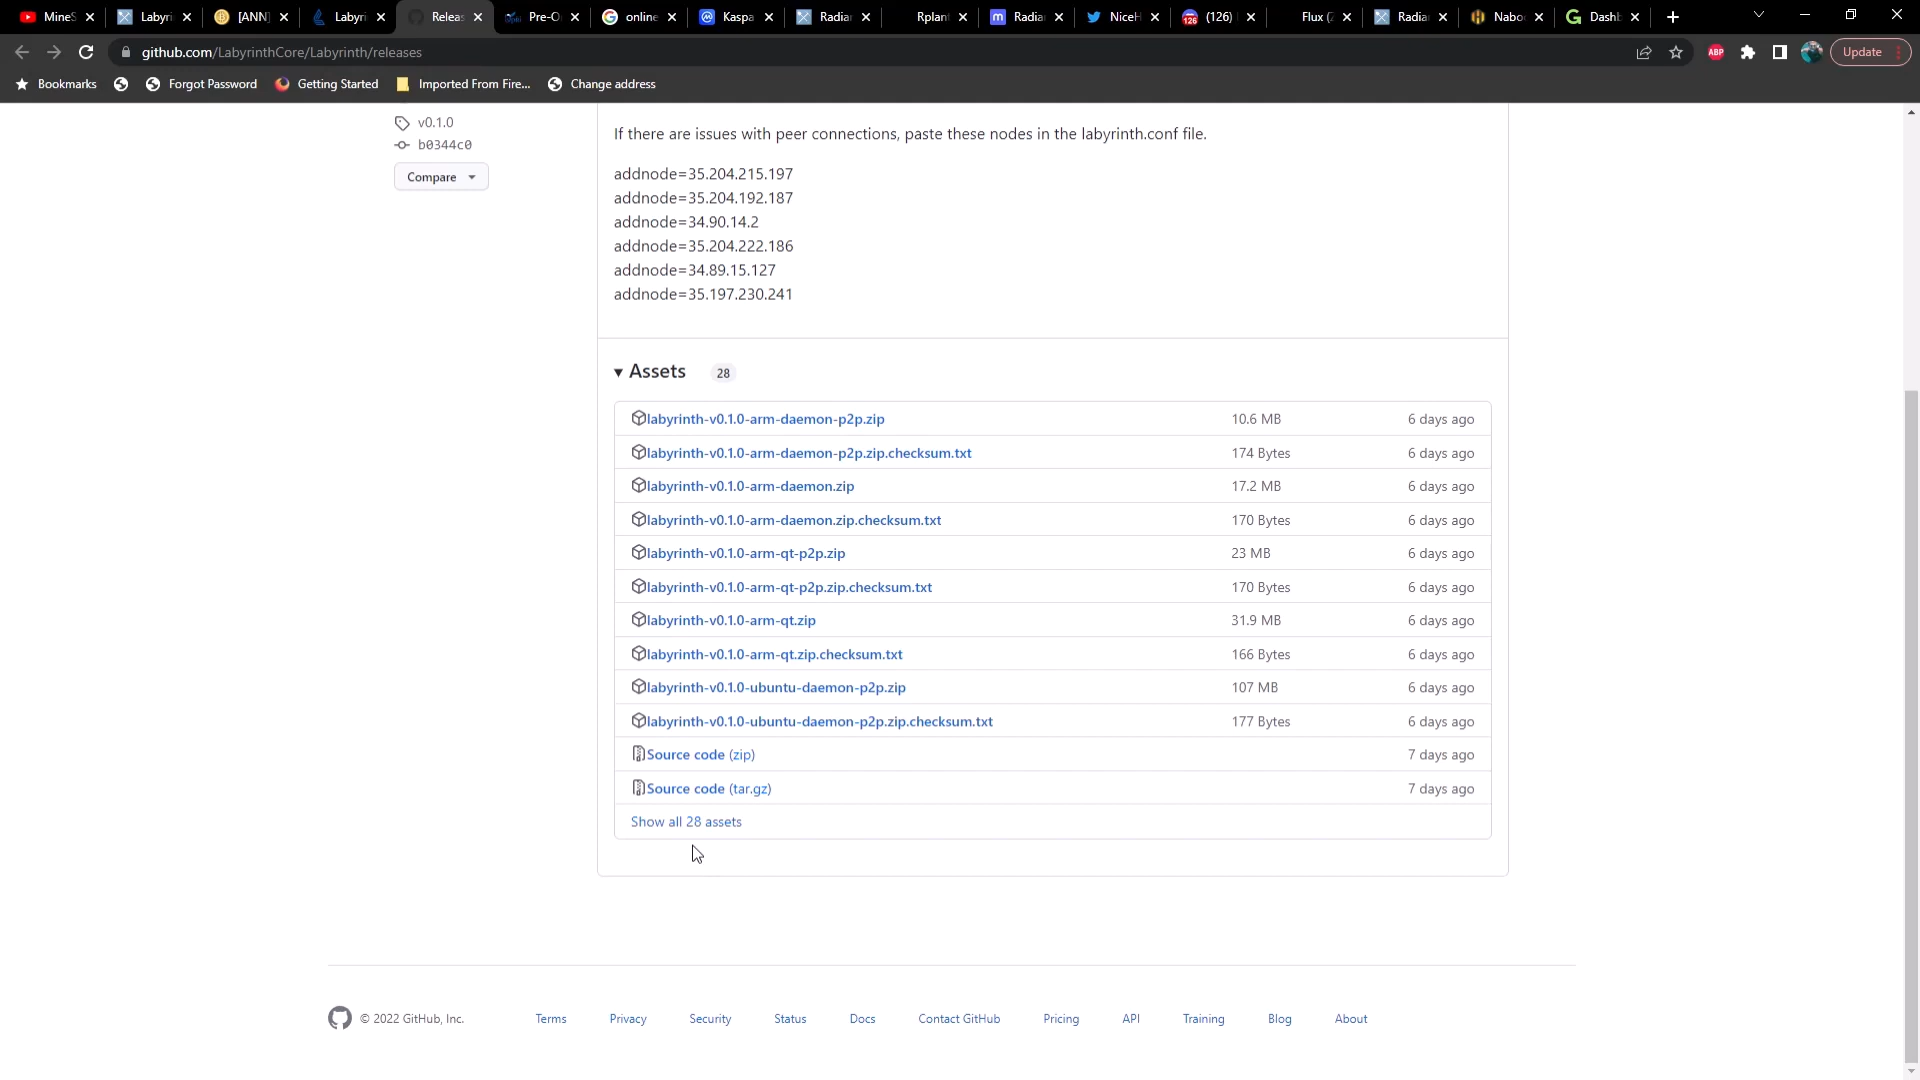 MineS
Labyri
[ANN]
Labyri
Releas
Pre-O
online
Kaspa
Radian
Rplant
Radian
NiceH
(126)
Flux (Z
Radian
Naboo
Dashb
github.com/LabyrinthCore/Labyrinth/releases
ABP
Update
Bookmarks
Forgot Password
Getting Started
Imported From Fire...
Change address
v0.1.0
b0344c0
Compare
If there are issues with peer connections, paste these nodes in the labyrinth.conf file.
addnode=35.204.215.197
addnode=35.204.192.187
addnode=34.90.14.2
addnode=35.204.222.186
addnode=34.89.15.127
addnode=35.197.230.241
Assets 28
labyrinth-v0.1.0-arm-daemon-p2p.zip 10.6 MB 6 days ago
labyrinth-v0.1.0-arm-daemon-p2p.zip.checksum.txt 174 Bytes 6 days ago
labyrinth-v0.1.0-arm-daemon.zip 17.2 MB 6 days ago
labyrinth-v0.1.0-arm-daemon.zip.checksum.txt 170 Bytes 6 days ago
labyrinth-v0.1.0-arm-qt-p2p.zip 23 MB 6 days ago
labyrinth-v0.1.0-arm-qt-p2p.zip.checksum.txt 170 Bytes 6 days ago
labyrinth-v0.1.0-arm-qt.zip 31.9 MB 6 days ago
labyrinth-v0.1.0-arm-qt.zip.checksum.txt 166 Bytes 6 days ago
labyrinth-v0.1.0-ubuntu-daemon-p2p.zip 107 MB 6 days ago
labyrinth-v0.1.0-ubuntu-daemon-p2p.zip.checksum.txt 177 Bytes 6 days ago
Source code (zip) 7 days ago
Source code (tar.gz) 7 days ago
Show all 28 assets
© 2022 GitHub, Inc. Terms Privacy Security Status Docs Contact GitHub Pricing API Training Blog About